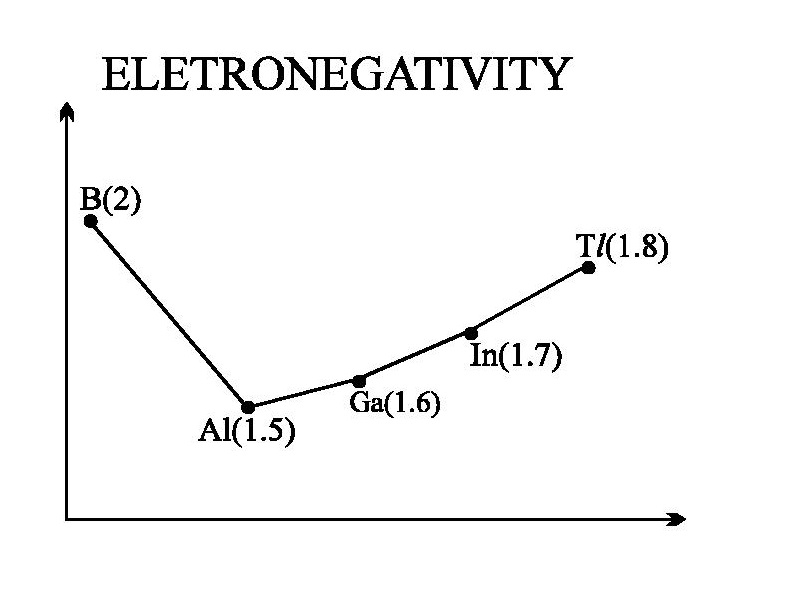 ELETRONEGATIVITY
B(2)
Tl(1.8)
In(1.7)
Ga(1.6)
Al(1.5)